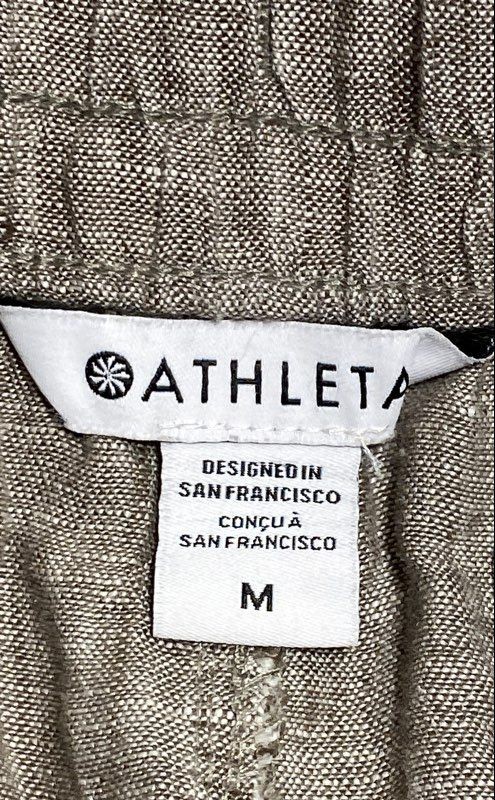 ATHLETA
DESIGNED IN
SAN FRANCISCO
CONÇU À
SAN FRANCISCO
M